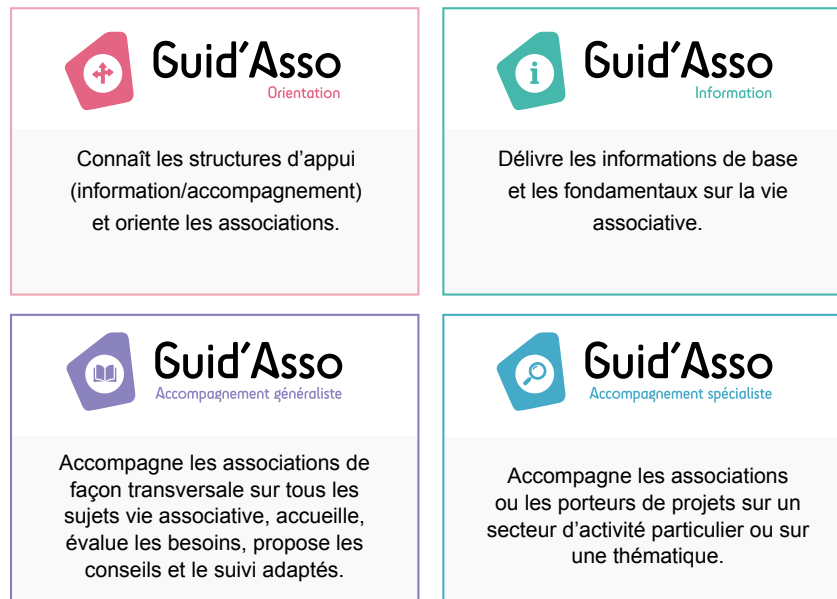 Guid'Asso
Orientation
Connaît les structures d'appui
(information/accompagnement)
et oriente les associations.
Guid'Asso
Information
Délivre les informations de base
et les fondamentaux sur la vie
associative.
Guid'Asso
Accompagnement généraliste
Accompagne les associations de
façon transversale sur tous les
sujets vie associative, accueille,
évalue les besoins, propose les
conseils et le suivi adaptés.
Guid'Asso
Accompagnement spécialiste
Accompagne les associations
ou les porteurs de projets sur un
secteur d'activité particulier ou sur
une thématique.